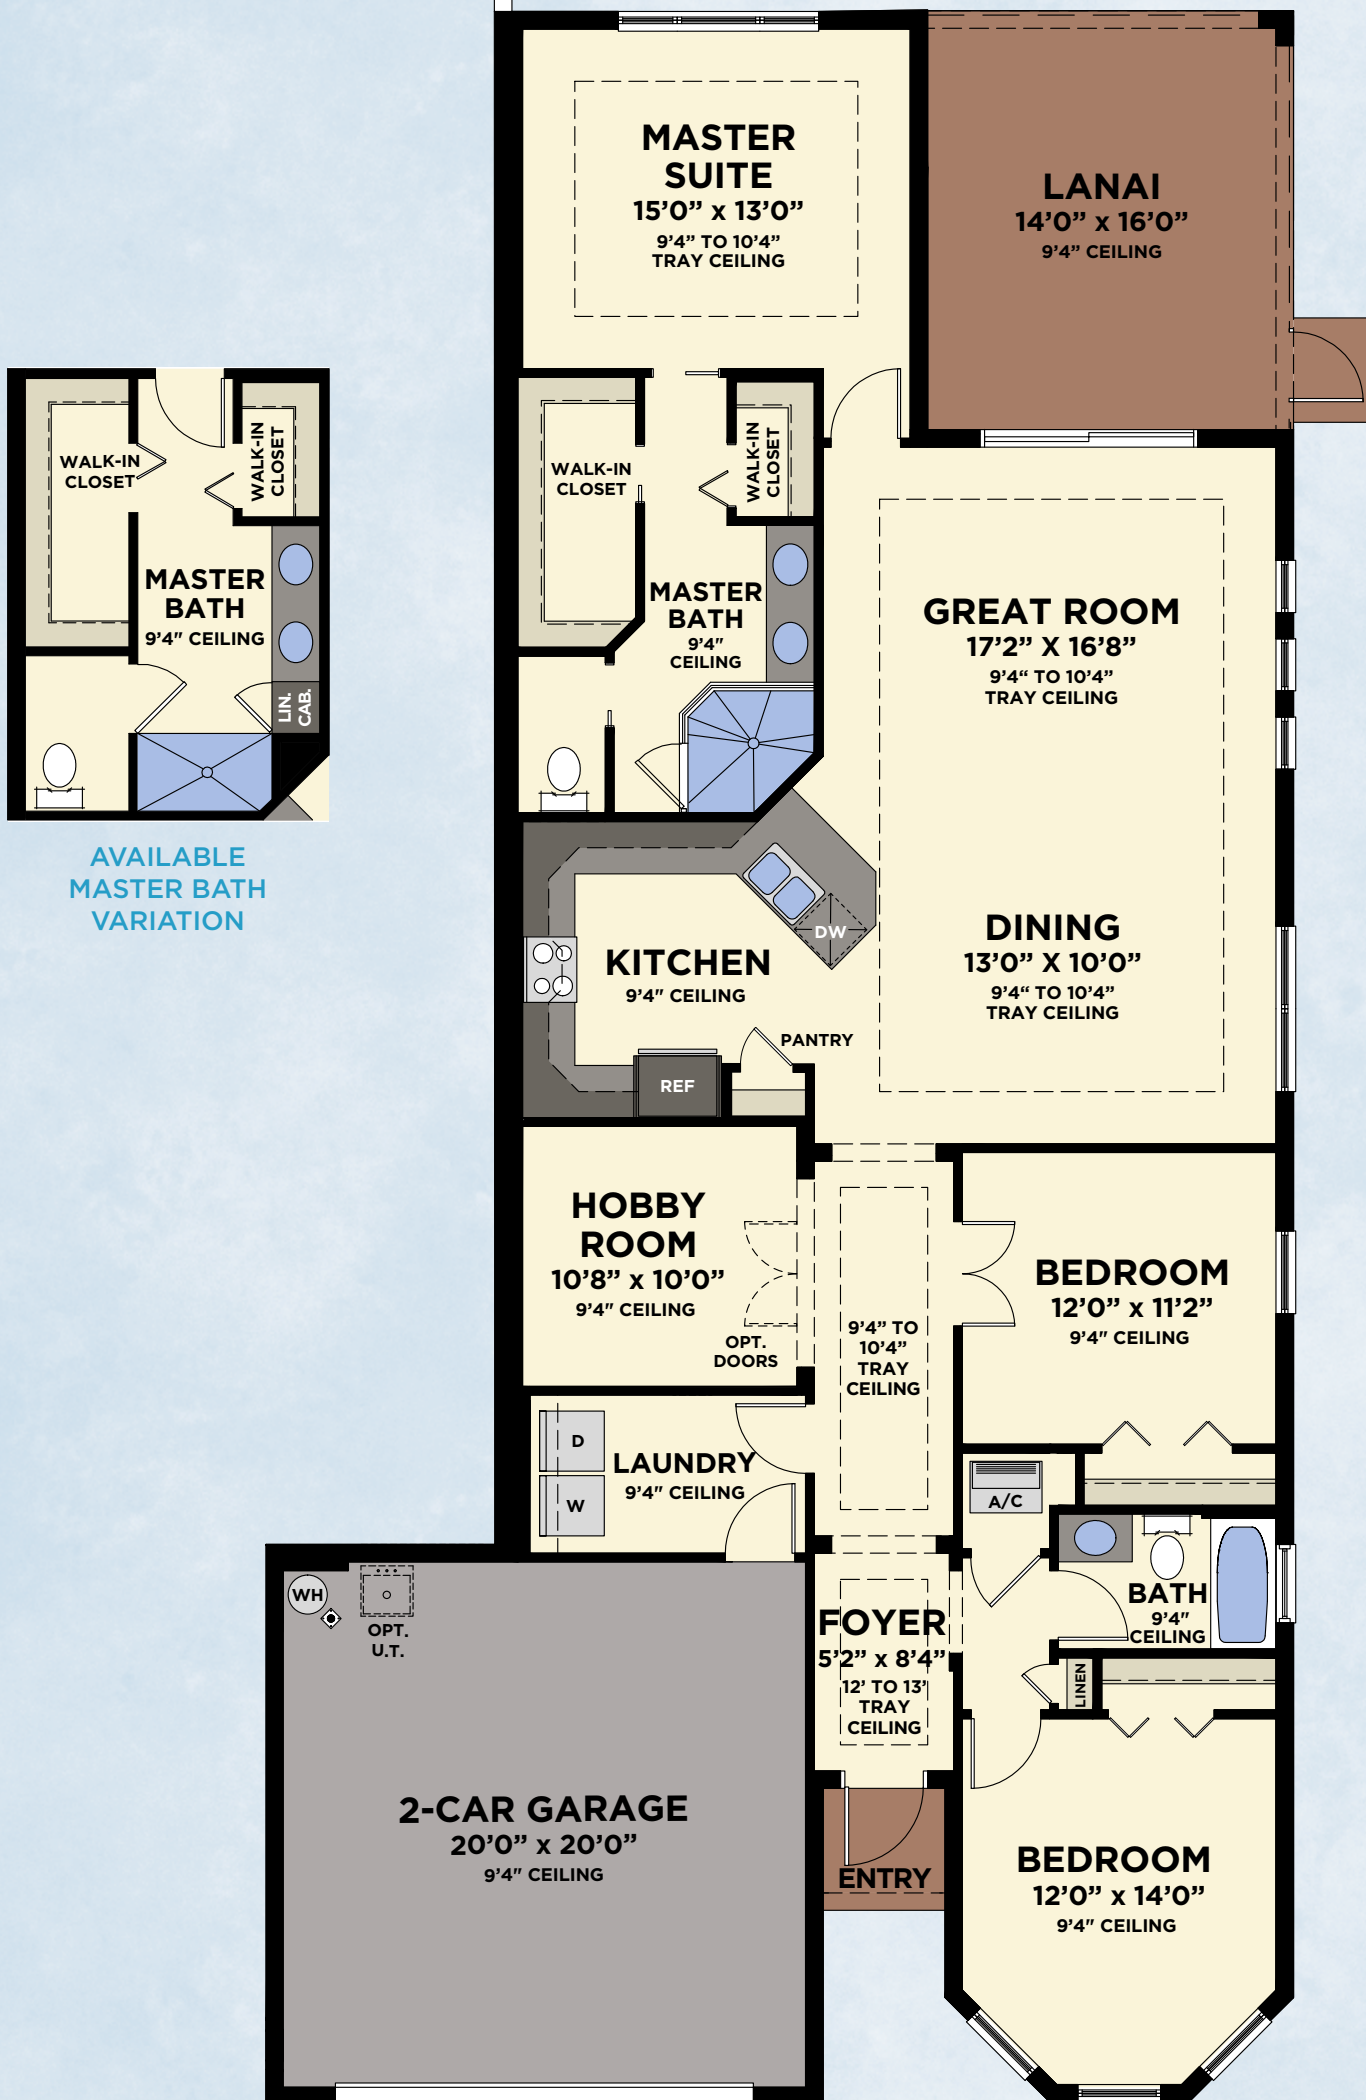 MASTER
SUITE
15'0" x 13'0"
9'4" TO 10'4"
TRAY CEILING
LANAI
14'0" x 16'0"
9'4" CEILING
WALK-IN
CLOSET
WALK-IN
CLOSET
MASTER
BATH
9'4" CEILING
LIN.
CAB.
AVAILABLE
MASTER BATH
VARIATION
WALK-IN
CLOSET
WALK-IN
CLOSET
MASTER
BATH
9'4"
CEILING
GREAT ROOM
17'2" X 16'8"
9'4" TO 10'4"
TRAY CEILING
DINING
13'0" X 10'0"
9'4" TO 10'4"
TRAY CEILING
DW
KITCHEN
9'4" CEILING
PANTRY
REF
HOBBY
ROOM
10'8" x 10'0"
9'4" CEILING
OPT.
DOORS
9'4" TO
10'4"
TRAY
CEILING
BEDROOM
12'0" x 11'2"
9'4" CEILING
D
W
LAUNDRY
9'4" CEILING
A/C
WH
OPT.
U.T.
FOYER
5'2" x 8'4"
12' TO 13'
TRAY
CEILING
BATH
9'4"
CEILING
LINEN
2-CAR GARAGE
20'0" x 20'0"
9'4" CEILING
ENTRY
BEDROOM
12'0" x 14'0"
9'4" CEILING